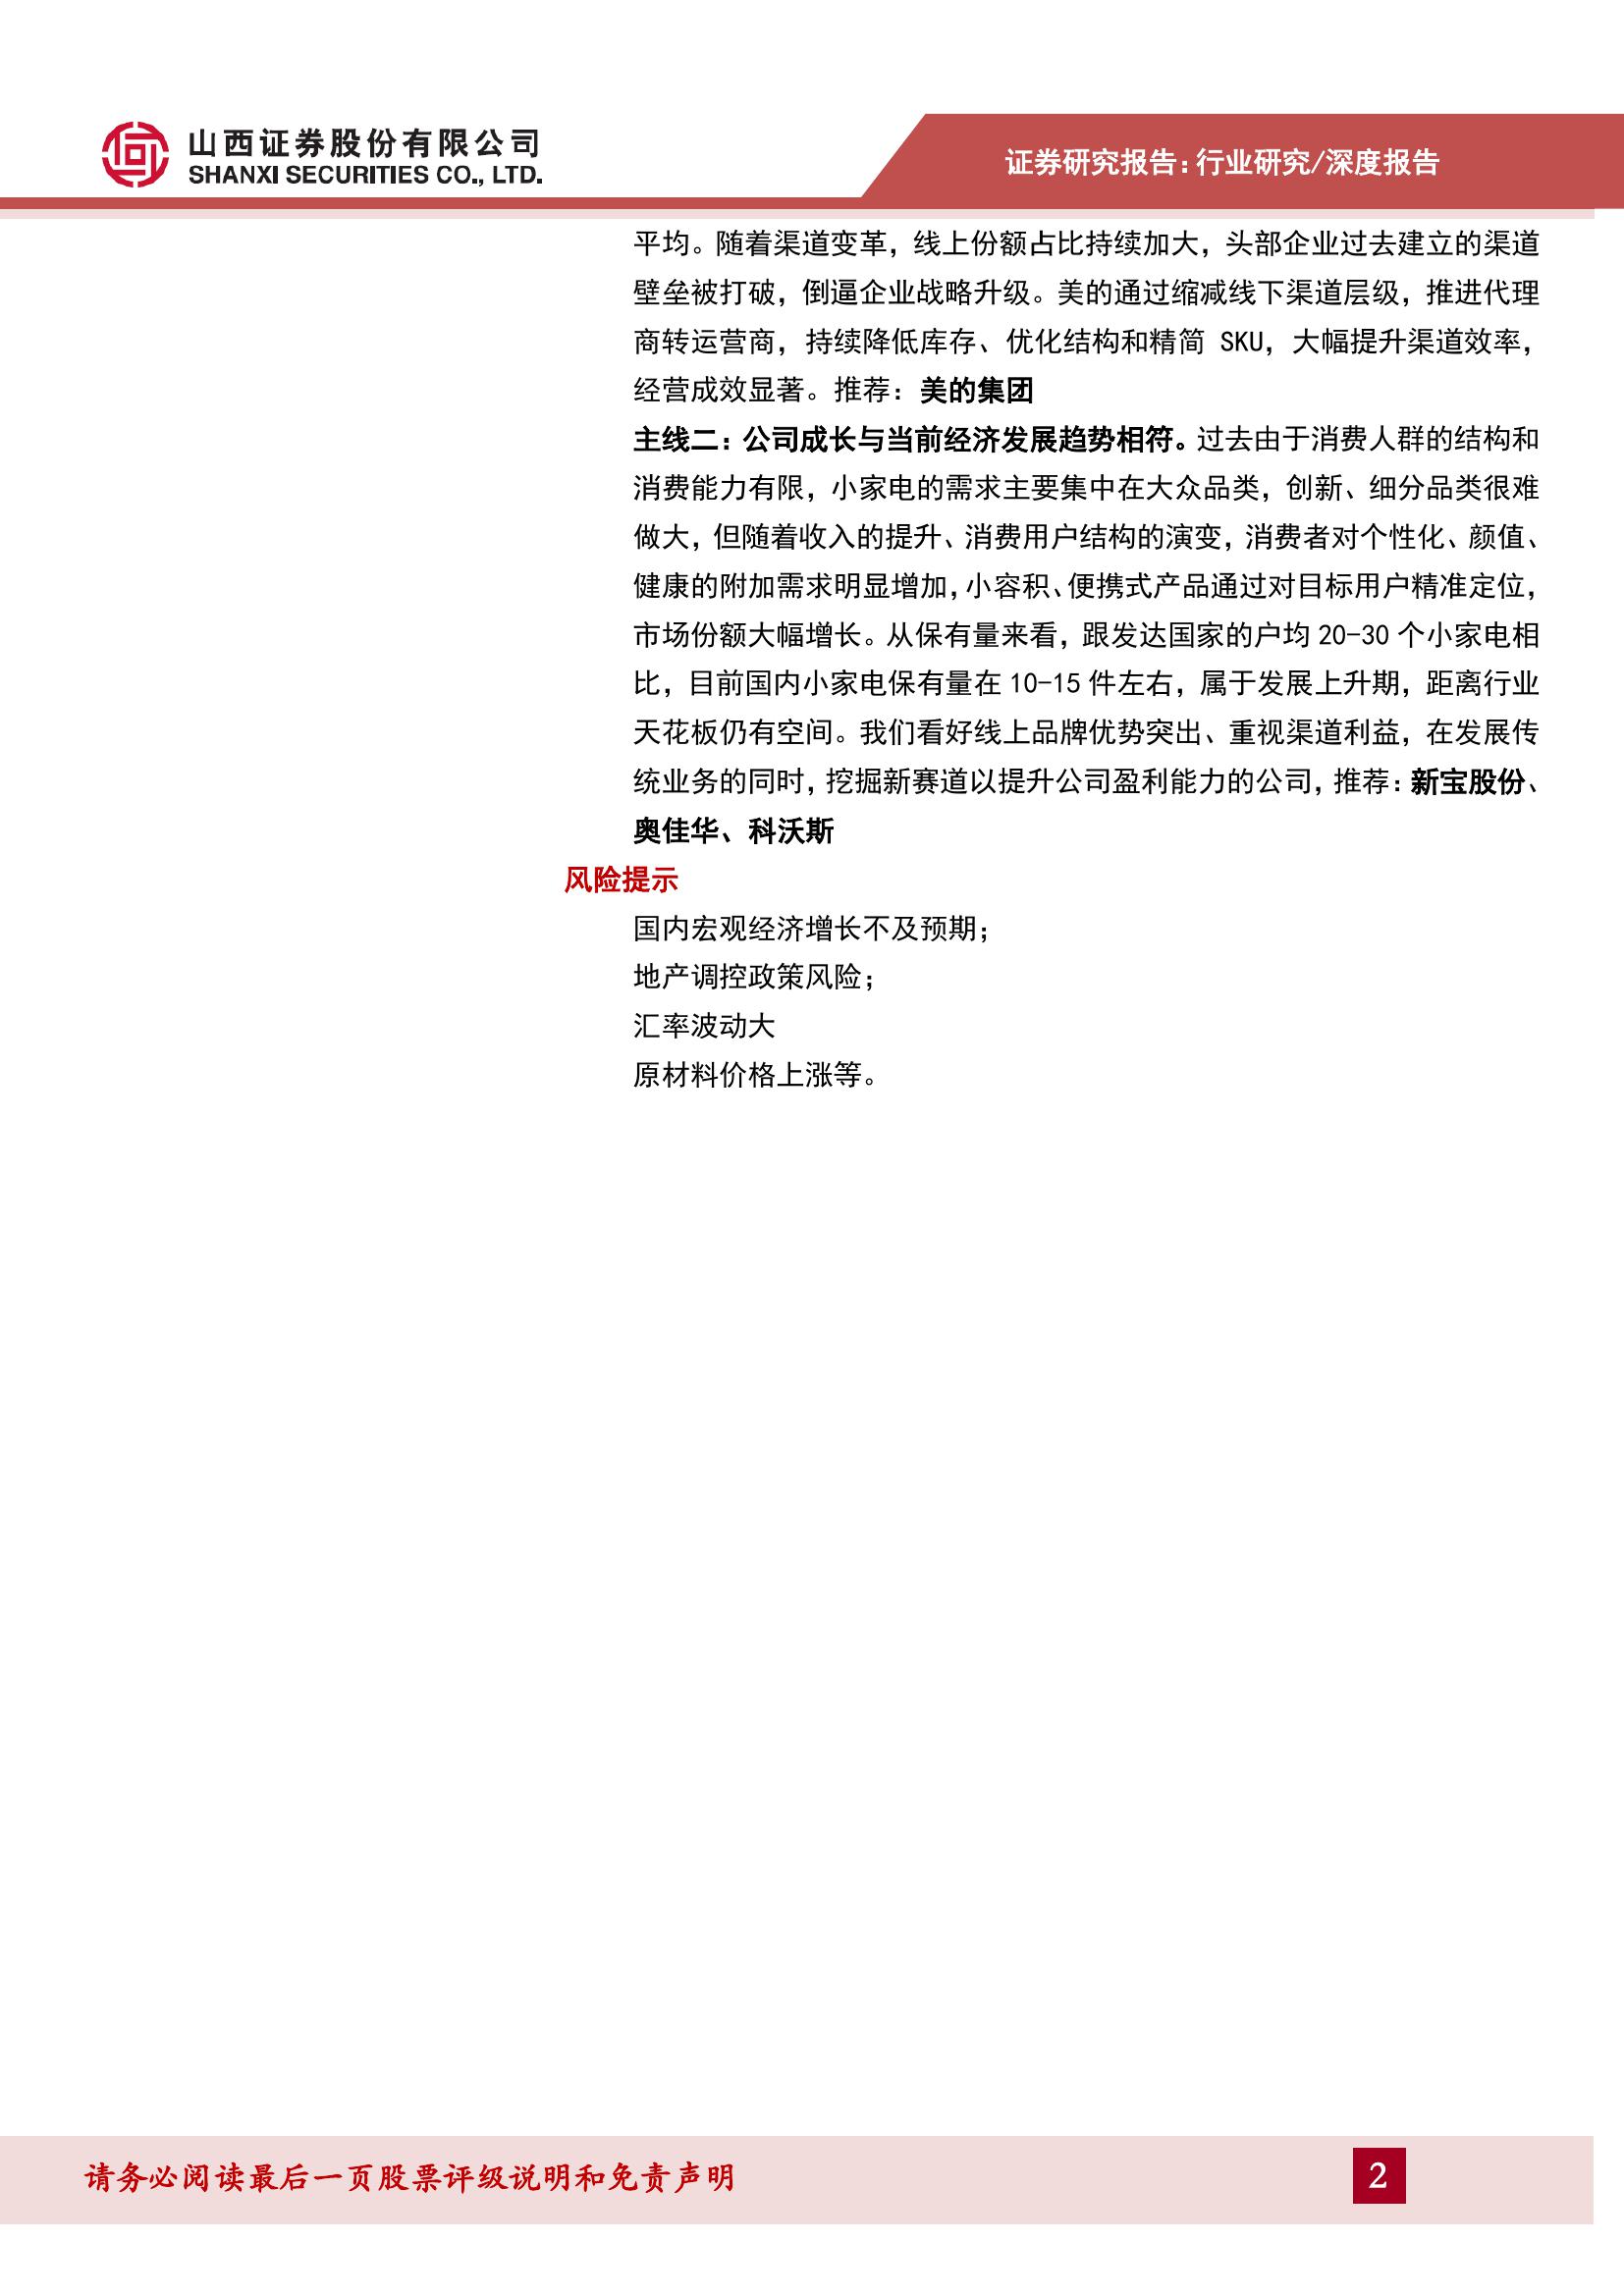 山西证券股份有限公司
SHANXI SECURITIES CO., LTD.
证券研究报告：行业研究/深度报告
平均。随着渠道变革，线上份额占比持续加大，头部企业过去建立的渠道
壁垒被打破，倒逼企业战略升级。美的通过缩减线下渠道层级，推进代理
商转运营商，持续降低库存、优化结构和精简 SKU，大幅提升渠道效率，
经营成效显著。推荐：美的集团
主线二：公司成长与当前经济发展趋势相符。过去由于消费人群的结构和
消费能力有限，小家电的需求主要集中在大众品类，创新、细分品类很难
做大，但随着收入的提升、消费用户结构的演变，消费者对个性化、颜值、
健康的附加需求明显增加，小容积、便携式产品通过对目标用户精准定位，
市场份额大幅增长。从保有量来看，跟发达国家的户均 20-30 个小家电相
比，目前国内小家电保有量在 10-15 件左右，属于发展上升期，距离行业
天花板仍有空间。我们看好线上品牌优势突出、重视渠道利益，在发展传
统业务的同时，挖掘新赛道以提升公司盈利能力的公司，推荐：新宝股份、
奥佳华、科沃斯
风险提示
国内宏观经济增长不及预期；
地产调控政策风险；
汇率波动大
原材料价格上涨等。
请务必阅读最后一页股票评级说明和免责声明
2